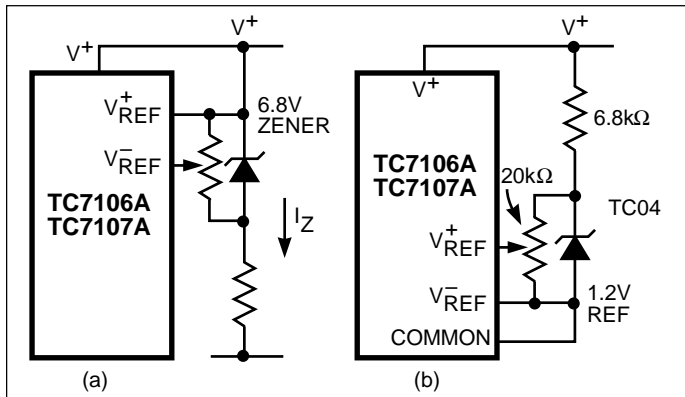 V+
V+
V+REF
6.8V
ZENER
V–REF
TC7106A
TC7107A
IZ
(a)
V+
V+
6.8kΩ
TC7106A
TC7107A
20kΩ
TC04
V+REF
V–REF
1.2V
REF
COMMON
(b)